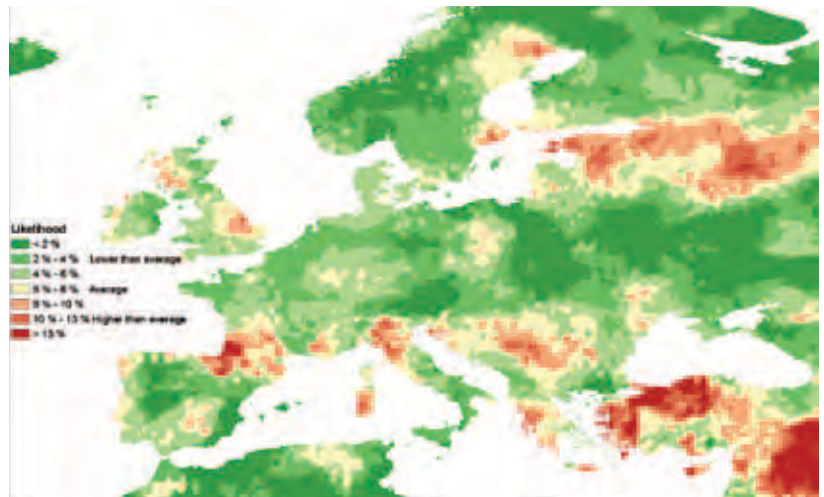 Likelihood
< 2 %
2 % - 4 % Lower than average
4 % - 6 %
6 % - 8 % Average
8 % - 10 %
10 % - 13 % Higher than average
> 13 %